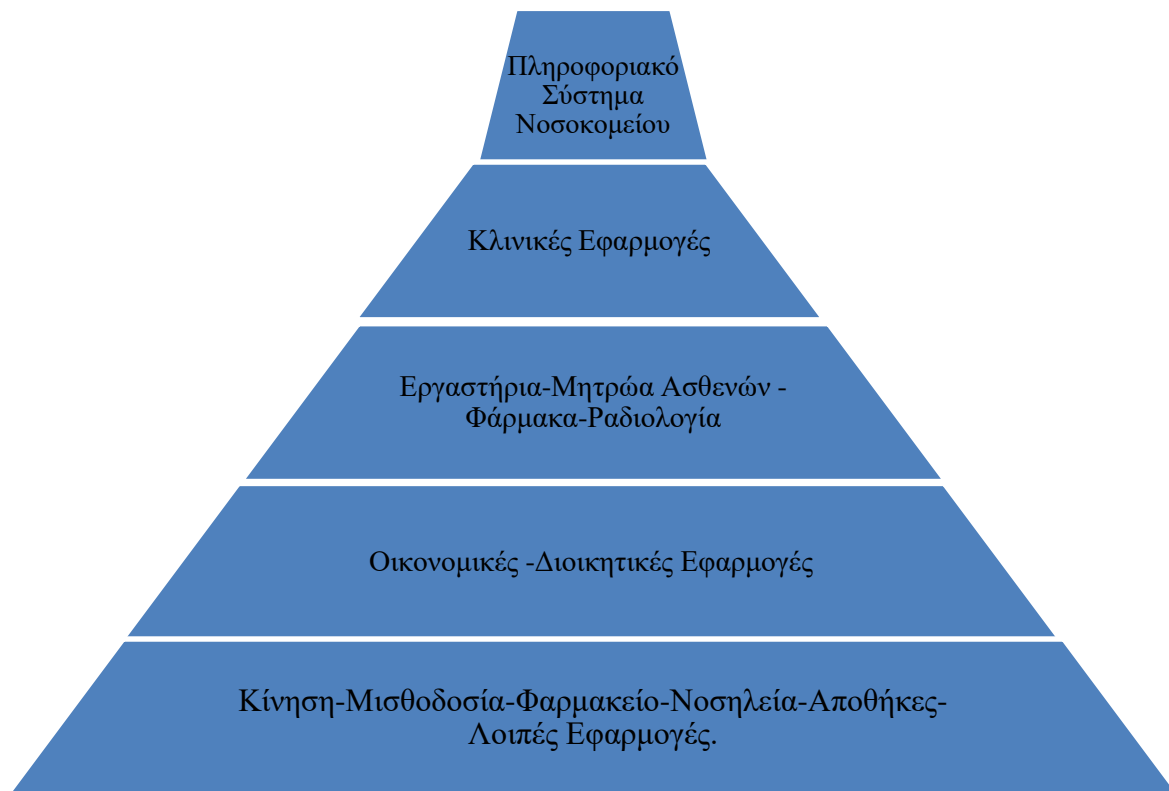 Πληροφοριακό
Σύστημα
Νοσοκομείου
Κλινικές Εφαρμογές
Εργαστήρια-Μητρώα Ασθενών -
Φάρμακα-Ραδιολογία
Οικονομικές -Διοικητικές Εφαρμογές
Κίνηση-Μισθοδοσία-Φαρμακείο-Νοσηλεία-Αποθήκες-
Λοιπές Εφαρμογές.